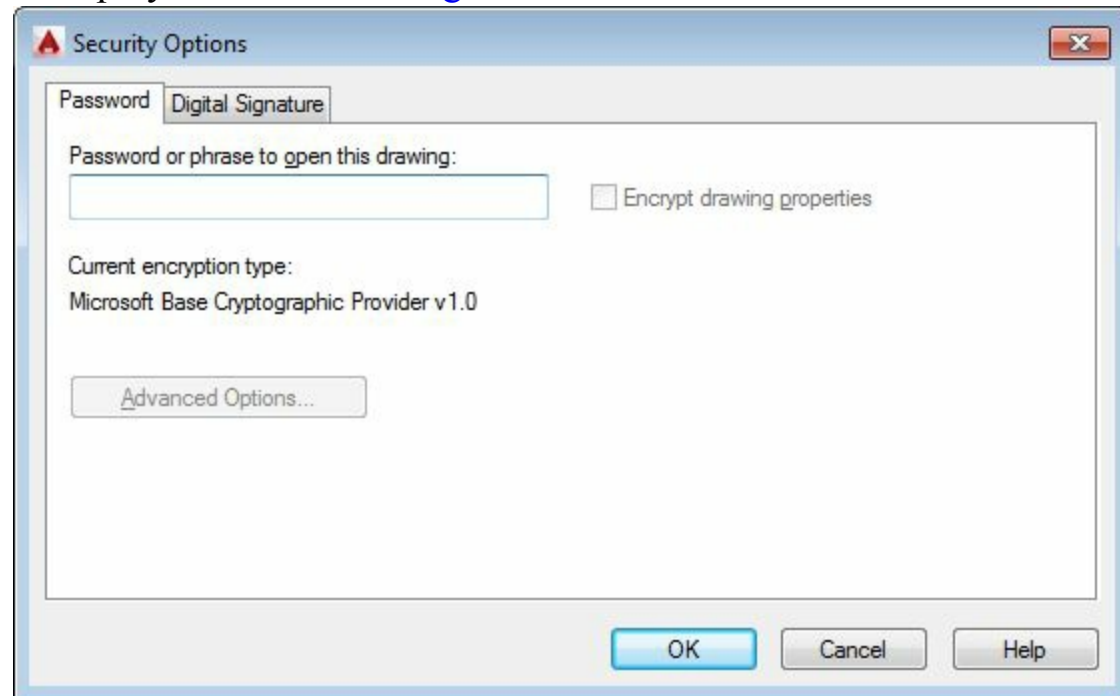 Security Options
Password Digital Signature
Password or phrase to open this drawing:
Encrypt drawing properties
Current encryption type:
Microsoft Base Cryptographic Provider v1.0
Advanced Options...
OK Cancel Help